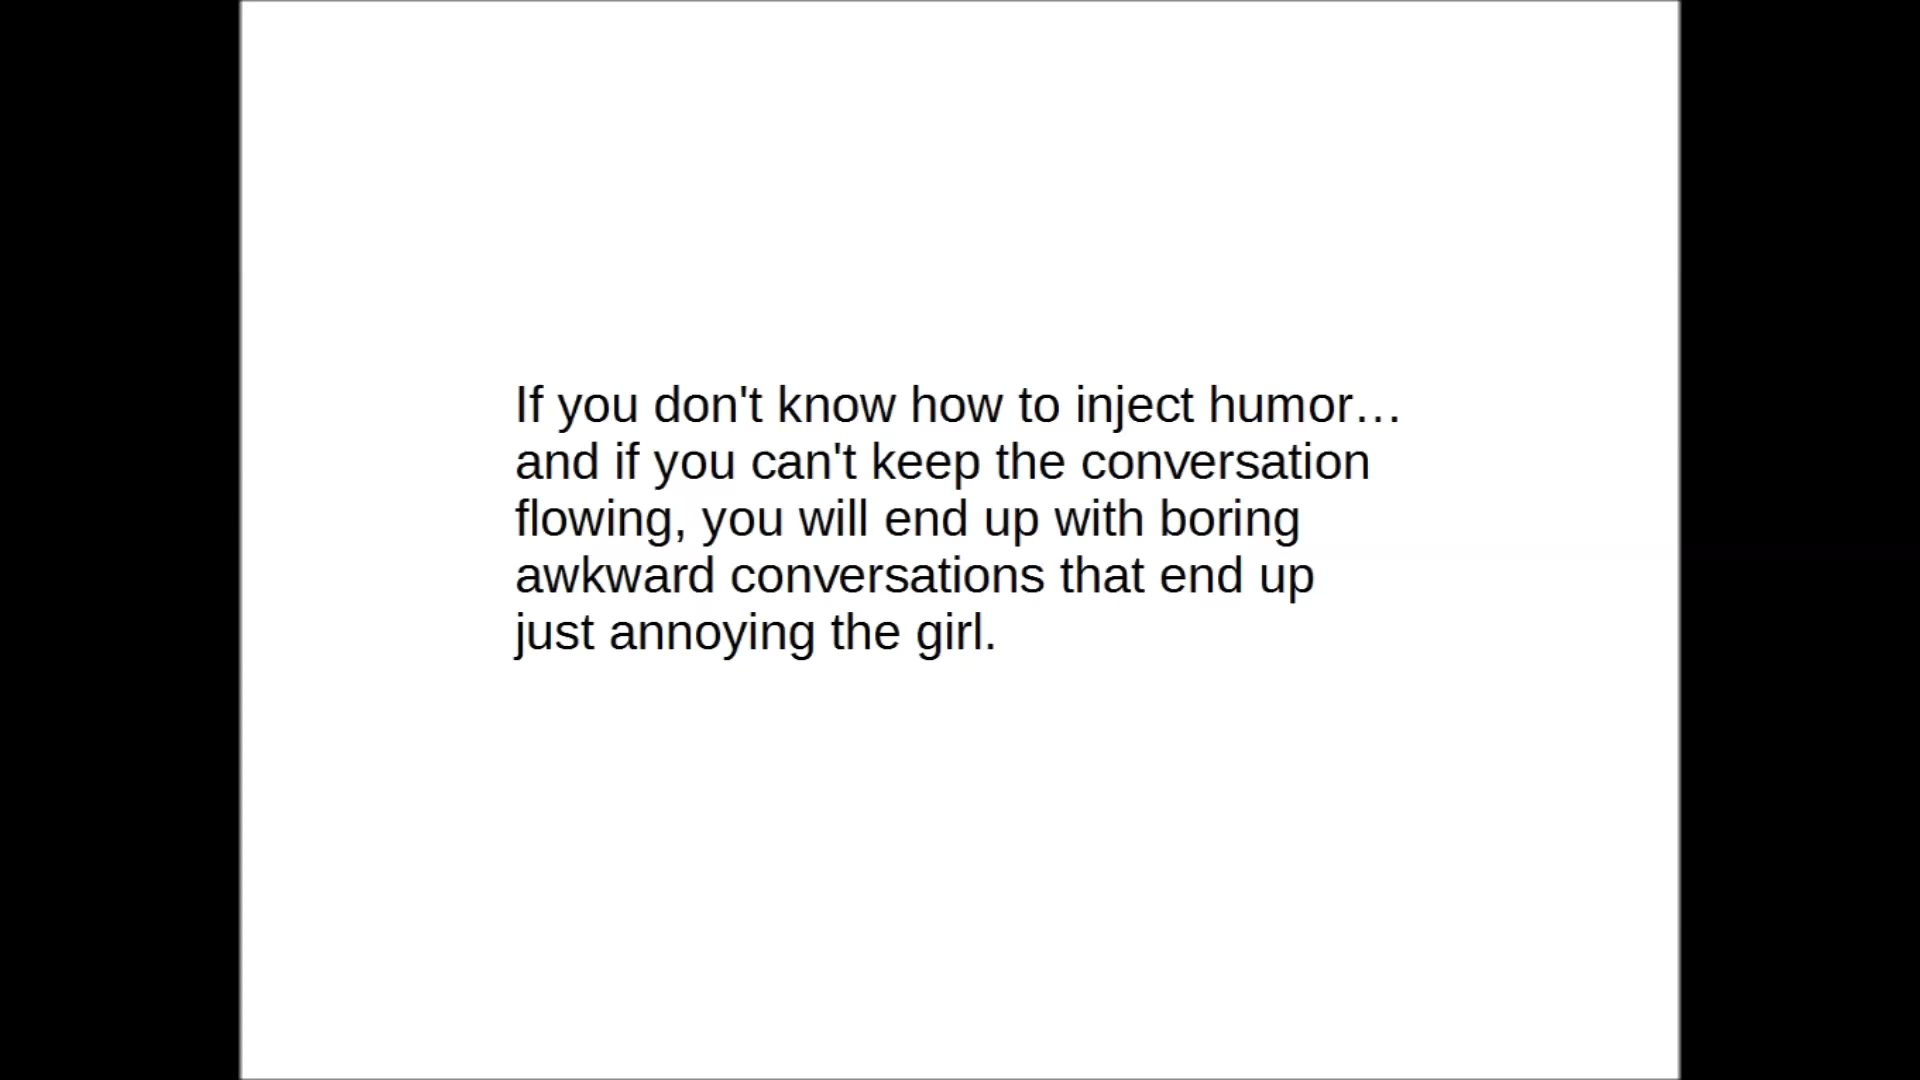 If you don't know how to inject humor…
and if you can't keep the conversation
flowing, you will end up with boring
awkward conversations that end up
just annoying the girl.